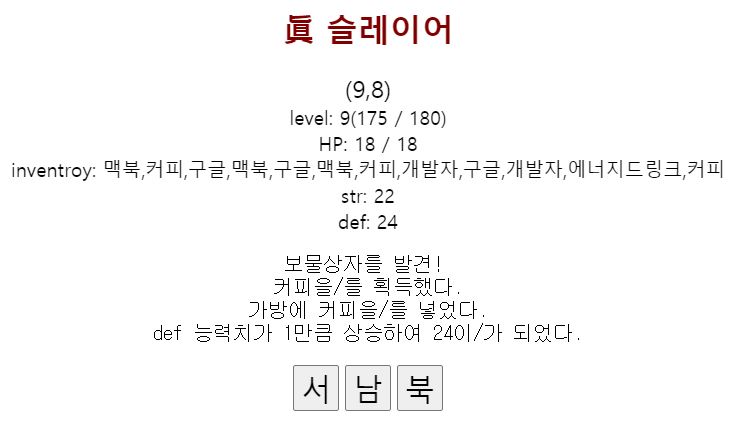 眞 슬레이어
(9,8)
level: 9(175 / 180)
HP: 18 / 18
inventroy: 맥북,커피,구글,맥북,구글,맥북,커피,개발자,구글,개발자,에너지드링크,커피
str: 22
def: 24
보물상자를 발견!
커피을/를 획득했다.
가방에 커피을/를 넣었다.
def 능력치가 1만큼 상승하여 24이/가 되었다.
서 남 북